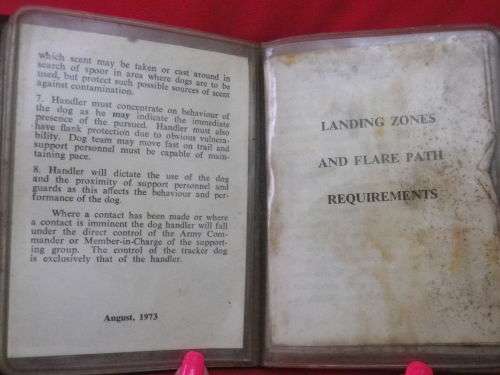 which scent may be taken or cast around in
search of spoor in area where dogs are to be
used, but protect such possible sources of scent
against contamination.
7. Handler must concentrate on behaviour of
the dog as he may indicate the immediate
presence of the pursued. Handler must also
have flank protection due to obvious vulnera-
bility. Dog team may move fast on trail and
support personnel must be capable of main-
taining pace.
8. Handler will dictate the use of the dog
and the proximity of support personnel and
guards as this affects the behaviour and per-
formance of the dog.
Where a contact has been made or where
a contact is imminent the dog handler will fall
under the direct control of the Army Com-
mander or Member-in-Charge of the support-
ing group. The control of the tracker dog
is exclusively that of the handler.
August, 1973
LANDING ZONES
AND FLARE PATH
REQUIREMENTS